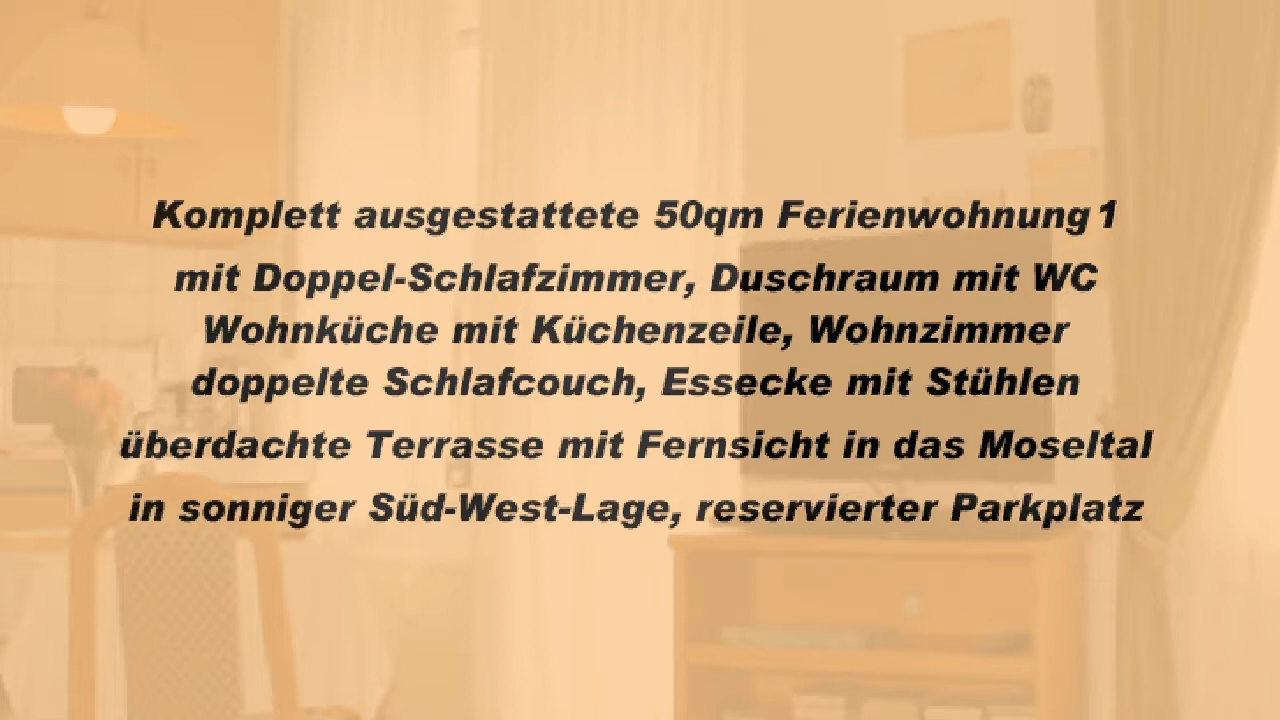 Komplett ausgestattete 50qm Ferienwohnung 1
mit Doppel-Schlafzimmer, Duschraum mit WC
Wohnküche mit Küchenzeile, Wohnzimmer
doppelte Schlafcouch, Essecke mit Stühlen
überdachte Terrasse mit Fernsicht in das Moseltal
in sonniger Süd-West-Lage, reservierter Parkplatz